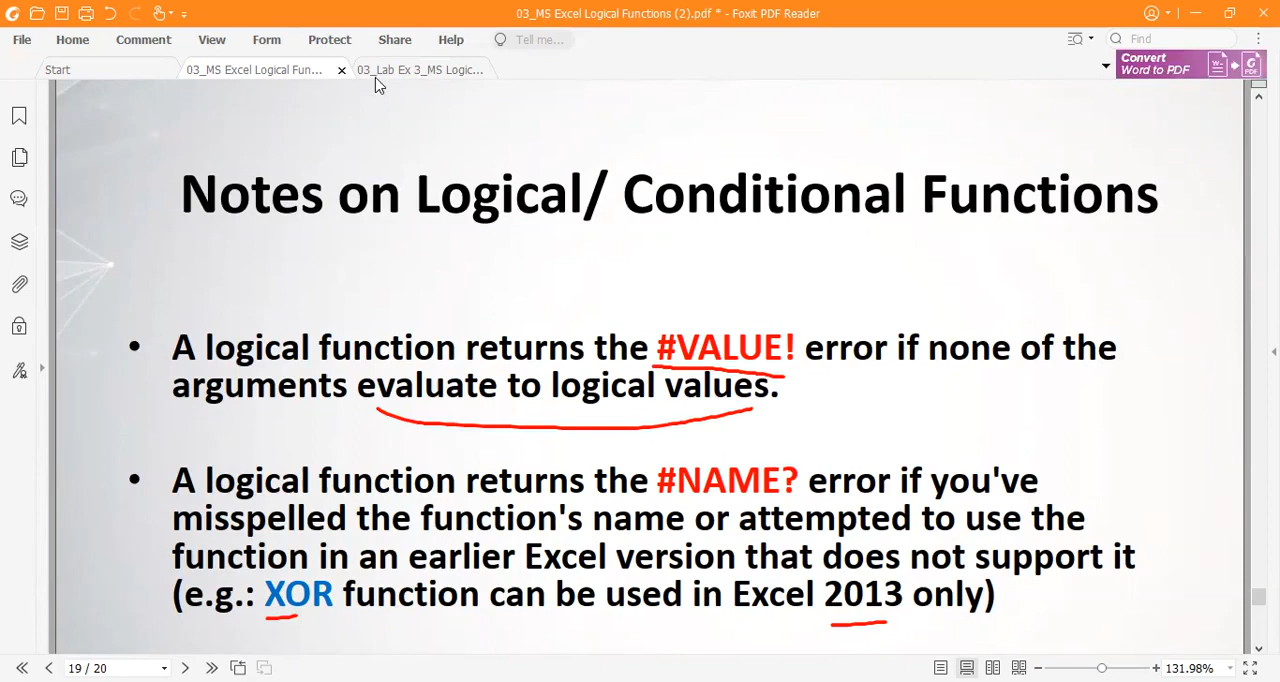 03_MS Excel Logical Functions (2).pdf * - Foxit PDF Reader
File Home Comment View Form Protect Share Help Tell me... Find
Start 03_MS Excel Logical Fun... 03_Lab Ex 3_MS Logic... Convert
Word to PDF
Notes on Logical/ Conditional Functions
• A logical function returns the #VALUE! error if none of the
arguments evaluate to logical values.
• A logical function returns the #NAME? error if you've
misspelled the function's name or attempted to use the
function in an earlier Excel version that does not support it
(e.g.: XOR function can be used in Excel 2013 only)
19 / 20 131.98%